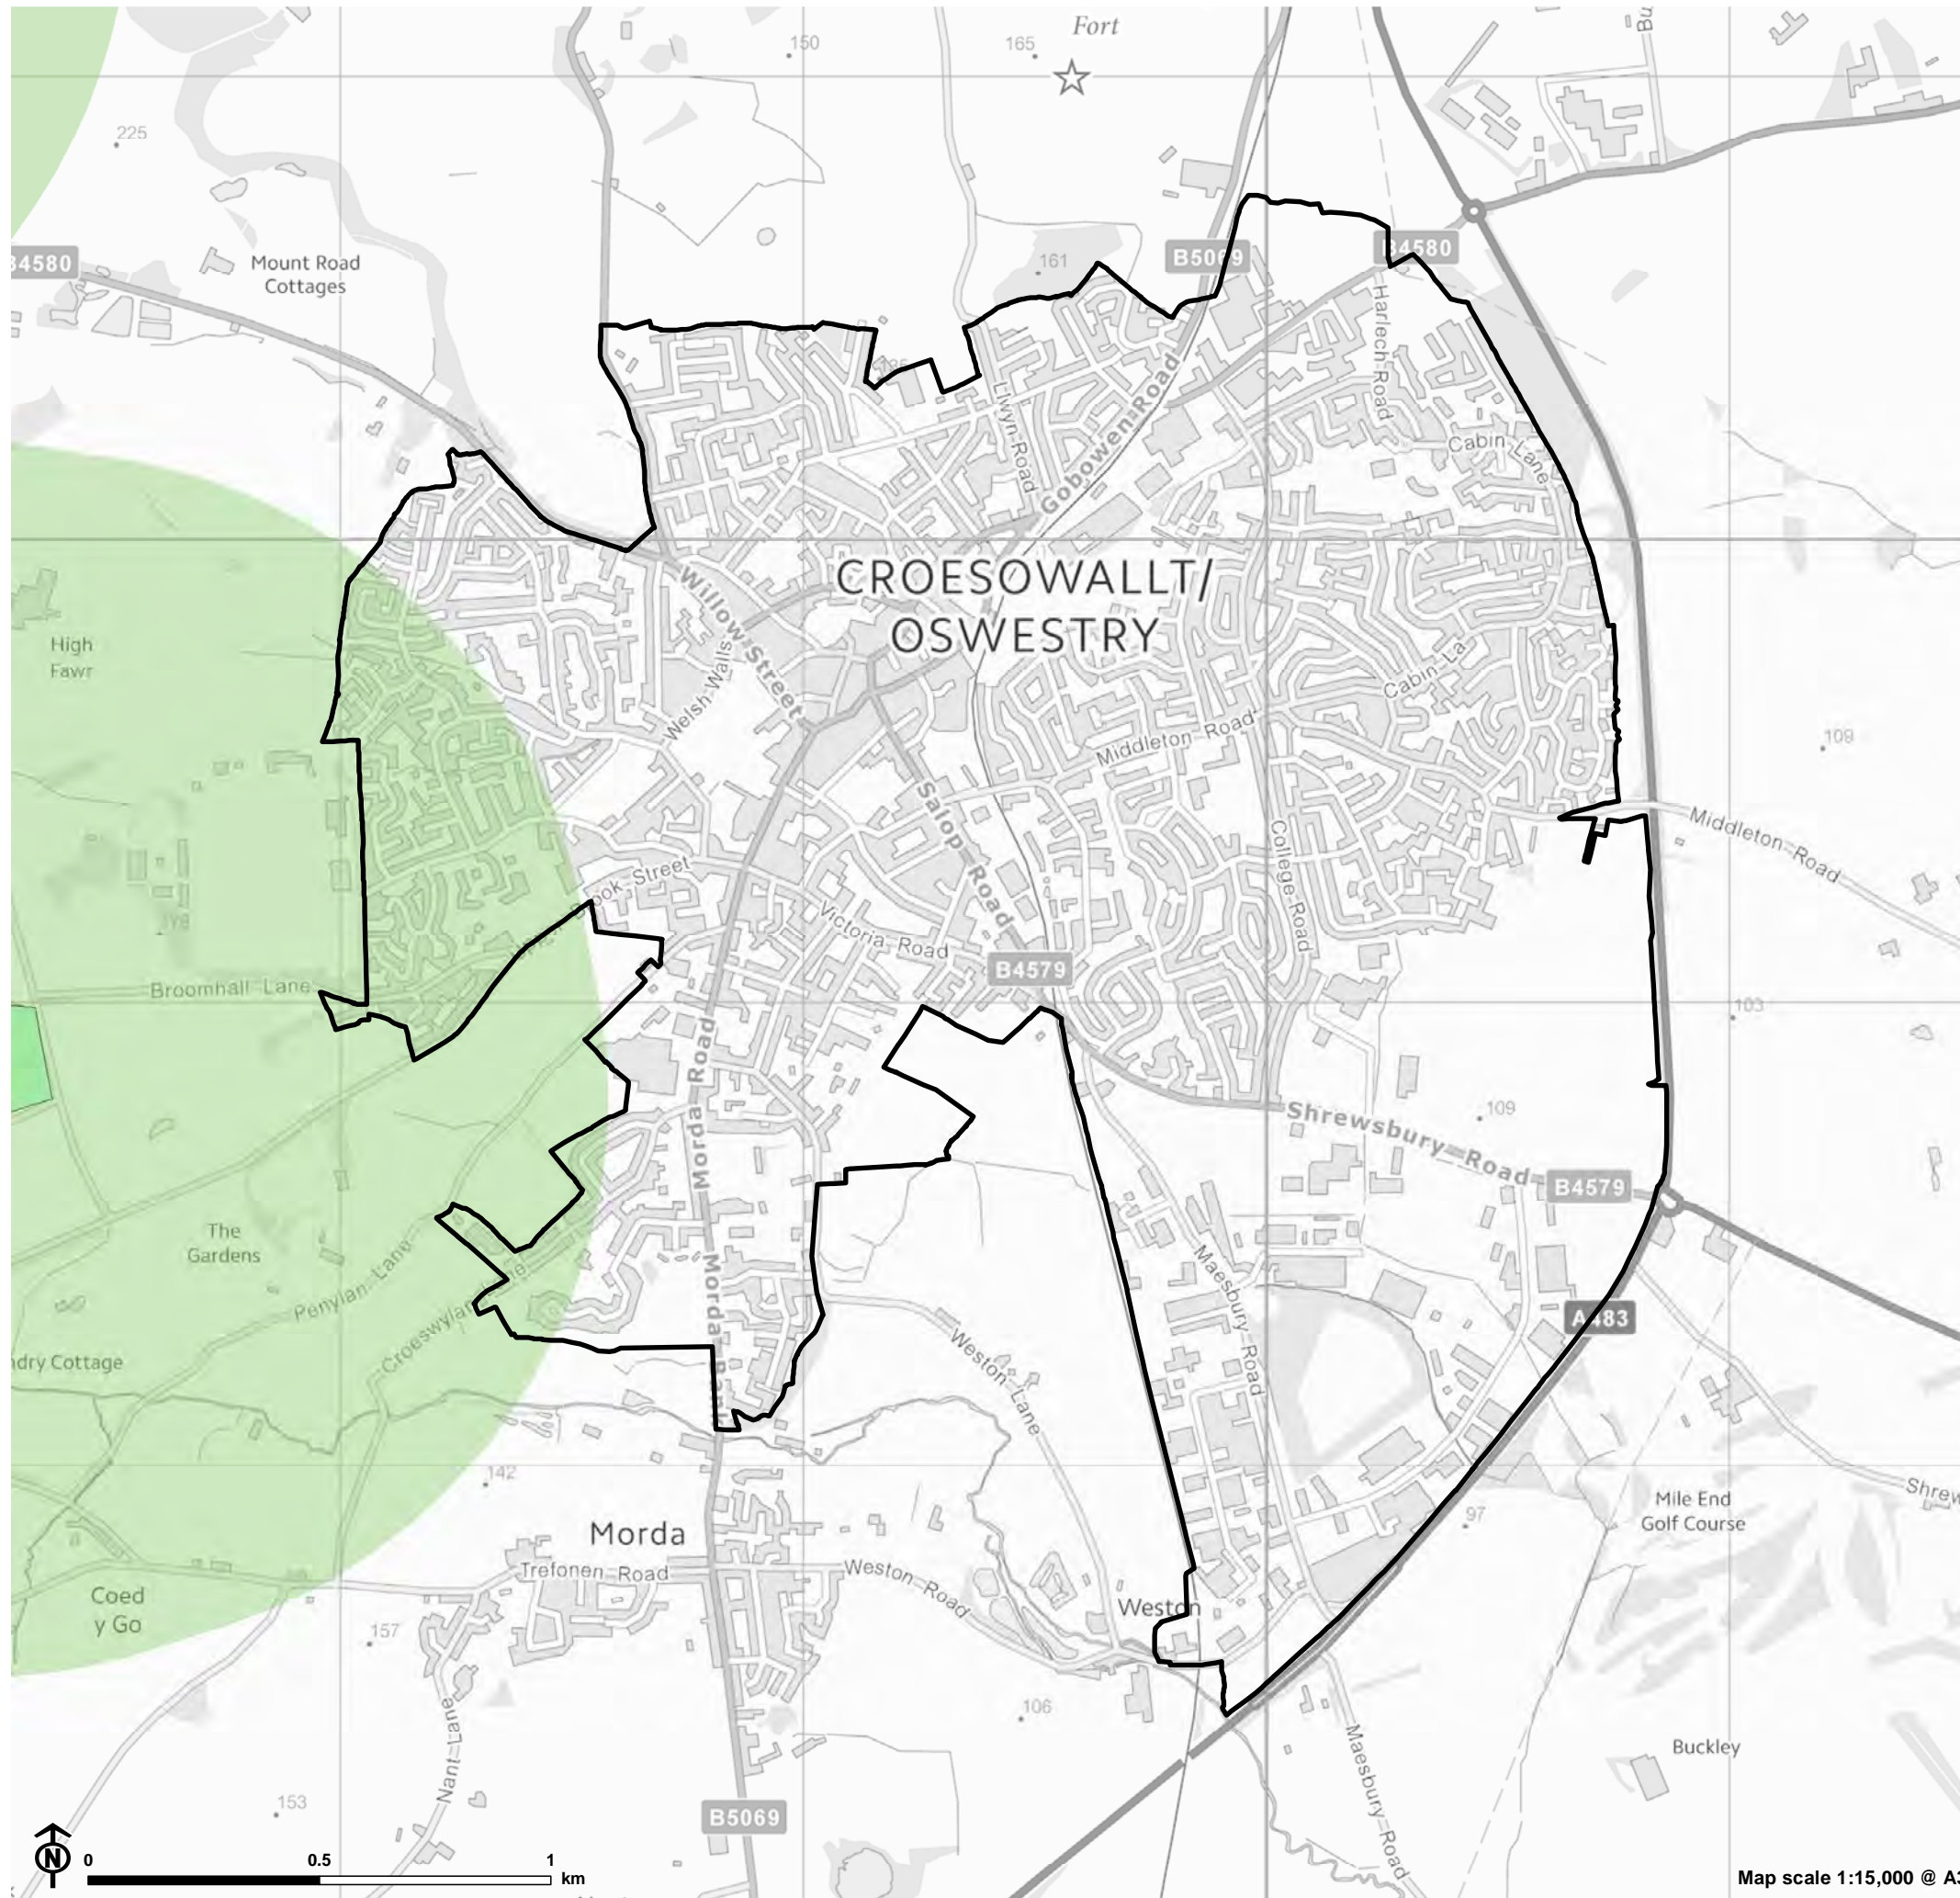 Fort
150
165
225
B4580
Mount Road
Cottages
161
B5069
B4580
Harlech Road
Llwyn Road
Gobowen Road
Cabin Lane
CROESOWALLT/
OSWESTRY
High
Fawr
Willow Street
Welsh Walls
Cabin La
Middleton Road
108
Salop Road
Middleton Road
College Road
Brook Street
Victoria Road
B4579
Broomhall Lane
103
109
Shrewsbury Road
B4579
Morda Road
The
Gardens
Penylan Lane
Croeswylan Lane
Maesbury Road
A483
Morda Bank
Weston Lane
dry Cottage
142
Mile End
Golf Course
Shrew
97
Morda
Trefonen Road
Weston Road
Coed
y Go
Weston
157
106
Nant Lane
Maesbury Road
Buckley
153
B5069
N
0 0.5 1
km
Map scale 1:15,000 @ A